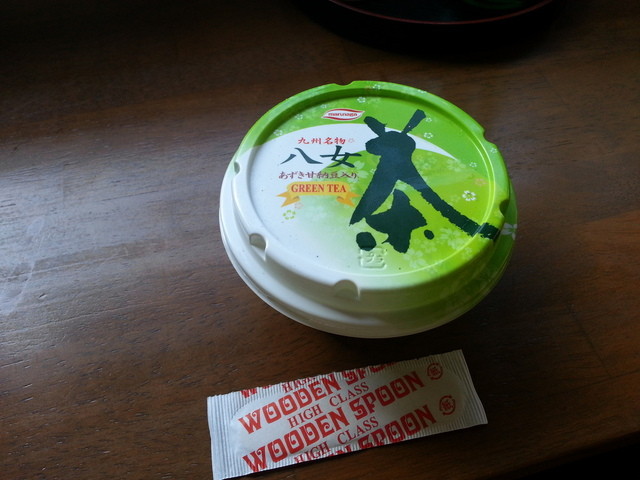 marunaga
九州名物
八女
茶
あずき甘納豆入り
GREEN TEA
WOODEN SPOON
HIGH CLASS
WOODEN SPOON
HIGH CLASS
WOODEN SPOON